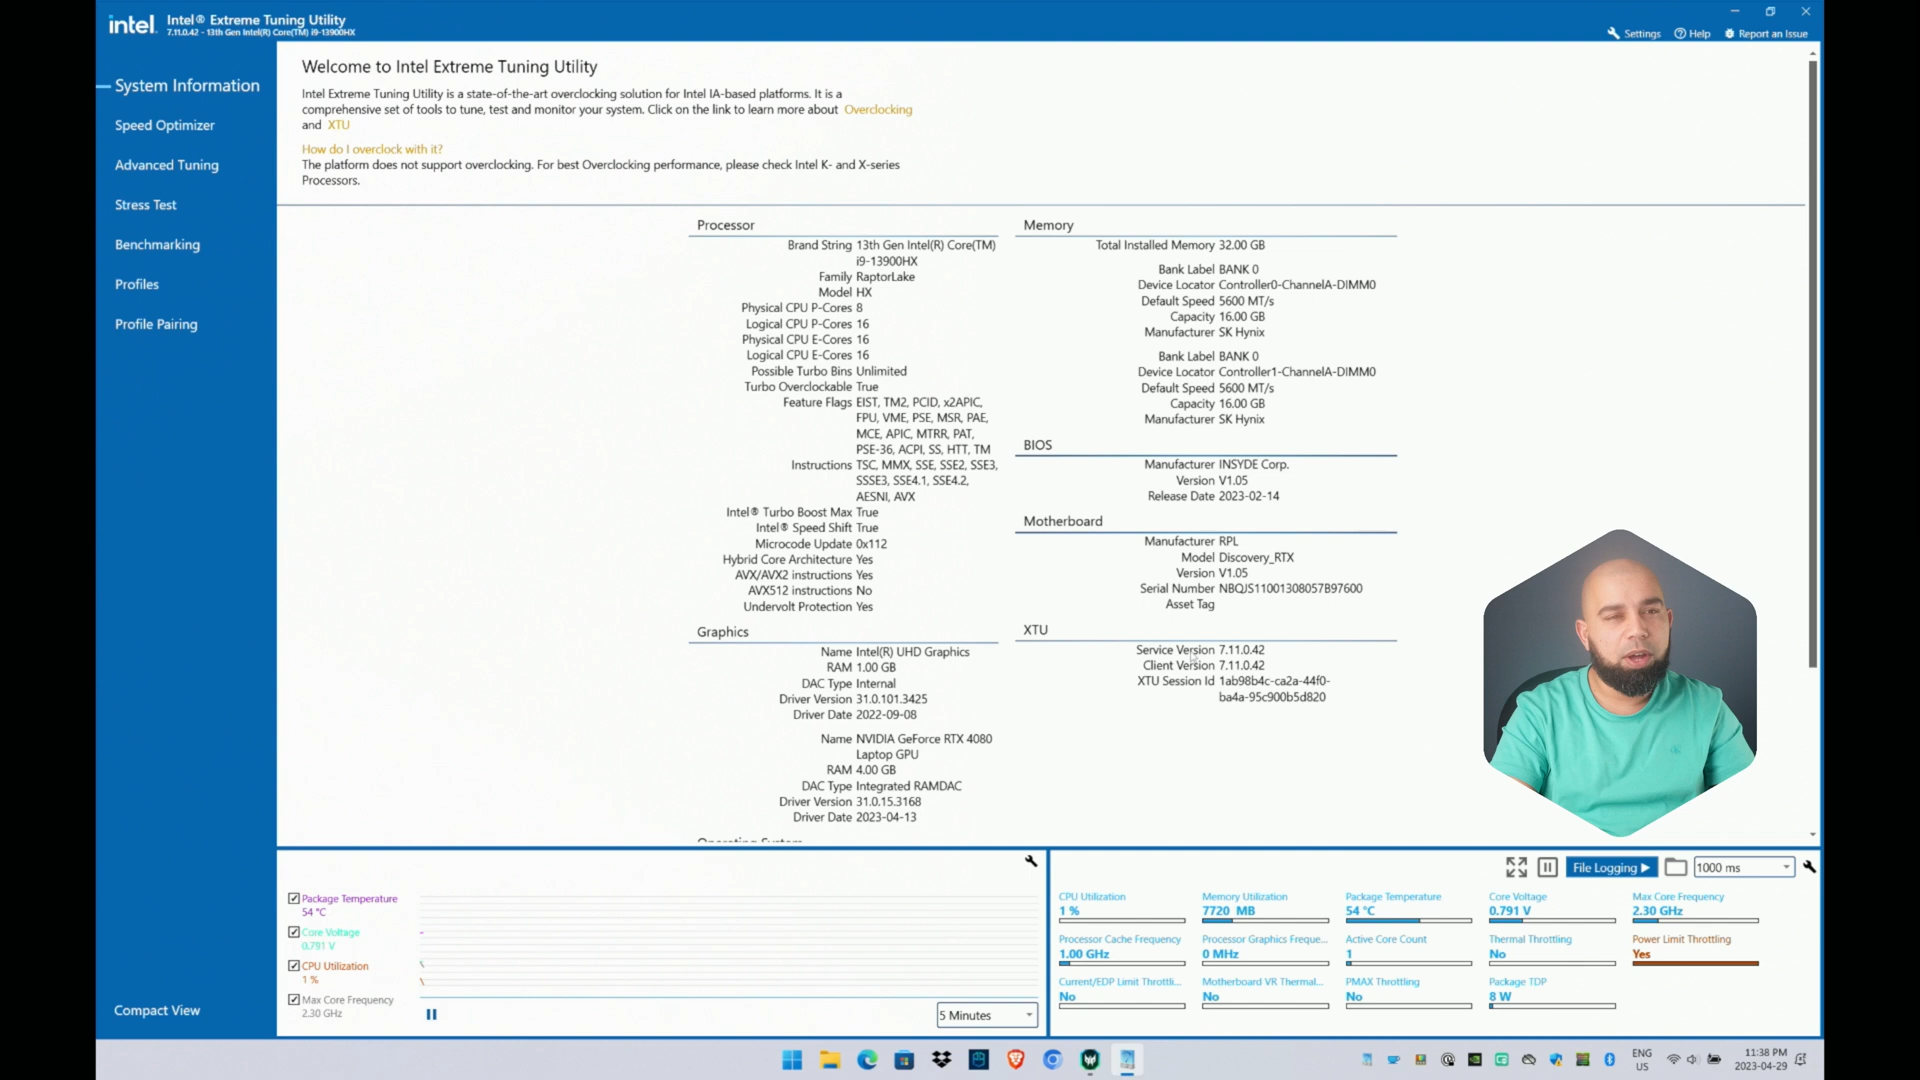 intel.
Intel® Extreme Tuning Utility
7.11.0.42 - 13th Gen Intel(R) Core(TM) i9-13900HX
Settings
Help
Report an Issue
System Information
Speed Optimizer
Advanced Tuning
Stress Test
Benchmarking
Profiles
Profile Pairing
Compact View
Welcome to Intel Extreme Tuning Utility
Intel Extreme Tuning Utility is a state-of-the-art overclocking solution for Intel IA-based platforms. It is a
comprehensive set of tools to tune, test and monitor your system. Click on the link to learn more about Overclocking
and XTU
How do I overclock with it?
The platform does not support overclocking. For best Overclocking performance, please check Intel K- and X-series
Processors.
Processor
Brand String 13th Gen Intel(R) Core(TM)
i9-13900HX
Family RaptorLake
Model HX
Physical CPU P-Cores 8
Logical CPU P-Cores 16
Physical CPU E-Cores 16
Logical CPU E-Cores 16
Possible Turbo Bins Unlimited
Turbo Overclockable True
Feature Flags EIST, TM2, PCID, x2APIC,
FPU, VME, PSE, MSR, PAE,
MCE, APIC, MTRR, PAT,
PSE-36, ACPI, SS, HTT, TM
Instructions TSC, MMX, SSE, SSE2, SSE3,
SSSE3, SSE4.1, SSE4.2,
AESNI, AVX
Intel® Turbo Boost Max True
Intel® Speed Shift True
Microcode Update 0x112
Hybrid Core Architecture Yes
AVX/AVX2 instructions Yes
AVX512 instructions No
Undervolt Protection Yes
Graphics
Name Intel(R) UHD Graphics
RAM 1.00 GB
DAC Type Internal
Driver Version 31.0.101.3425
Driver Date 2022-09-08
Name NVIDIA GeForce RTX 4080
Laptop GPU
RAM 4.00 GB
DAC Type Integrated RAMDAC
Driver Version 31.0.15.3168
Driver Date 2023-04-13
Operating System
Memory
Total Installed Memory 32.00 GB
Bank Label BANK 0
Device Locator Controller0-ChannelA-DIMM0
Default Speed 5600 MT/s
Capacity 16.00 GB
Manufacturer SK Hynix
Bank Label BANK 0
Device Locator Controller1-ChannelA-DIMM0
Default Speed 5600 MT/s
Capacity 16.00 GB
Manufacturer SK Hynix
BIOS
Manufacturer INSYDE Corp.
Version V1.05
Release Date 2023-02-14
Motherboard
Manufacturer RPL
Model Discovery_RTX
Version V1.05
Serial Number NBQJS11001308057B97600
Asset Tag
XTU
Service Version 7.11.0.42
Client Version 7.11.0.42
XTU Session Id 1ab98b4c-ca2a-44f0-
ba4a-95c900b5d820
Package Temperature
54 °C
Core Voltage
0.791 V
CPU Utilization
1 %
Max Core Frequency
2.30 GHz
5 Minutes
File Logging
1000 ms
CPU Utilization
1 %
Memory Utilization
7720 MB
Package Temperature
54 °C
Core Voltage
0.791 V
Max Core Frequency
2.30 GHz
Processor Cache Frequency
1.00 GHz
Processor Graphics Freque...
0 MHz
Active Core Count
1
Thermal Throttling
No
Power Limit Throttling
Yes
Current/EDP Limit Throttli...
No
Motherboard VR Thermal...
No
PMAX Throttling
No
Package TDP
8 W
ENG
US
11:38 PM
2023-04-29